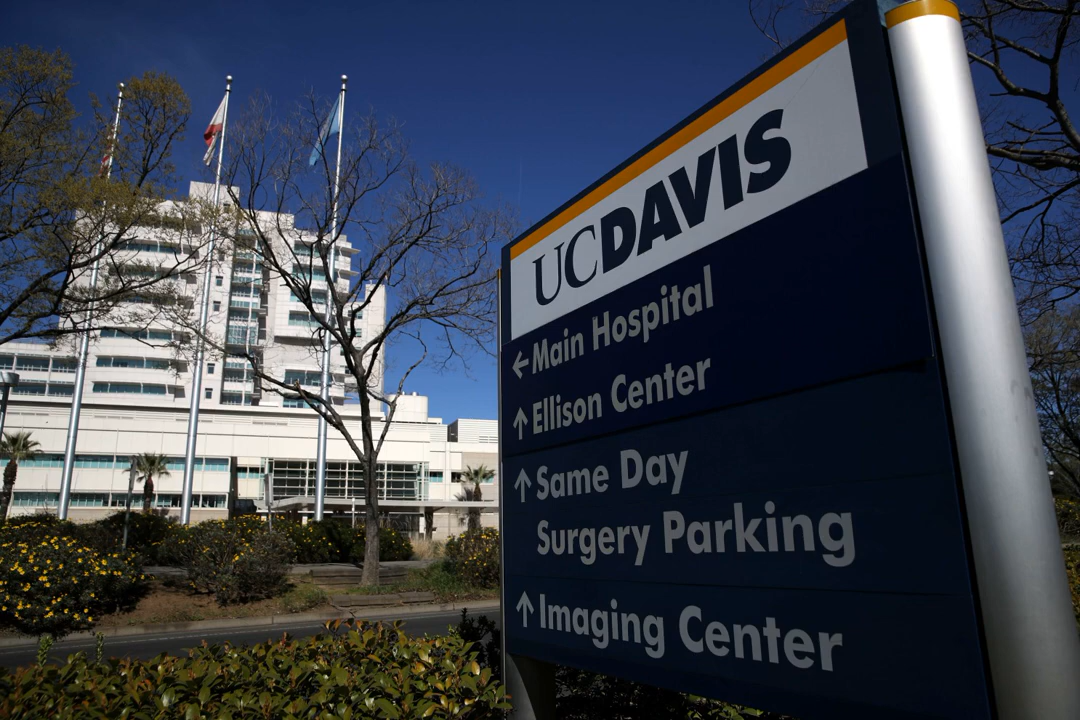 UCDAVIS
← Main Hospital
↑ Ellison Center
↑ Same Day
Surgery Parking
↑ Imaging Center